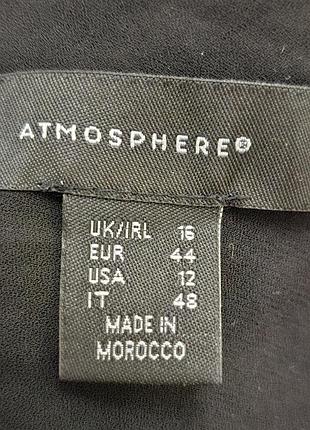 ATMOSPHERE®
UK/IRL 16
EUR 44
USA 12
IT 48
MADE IN
MOROCCO